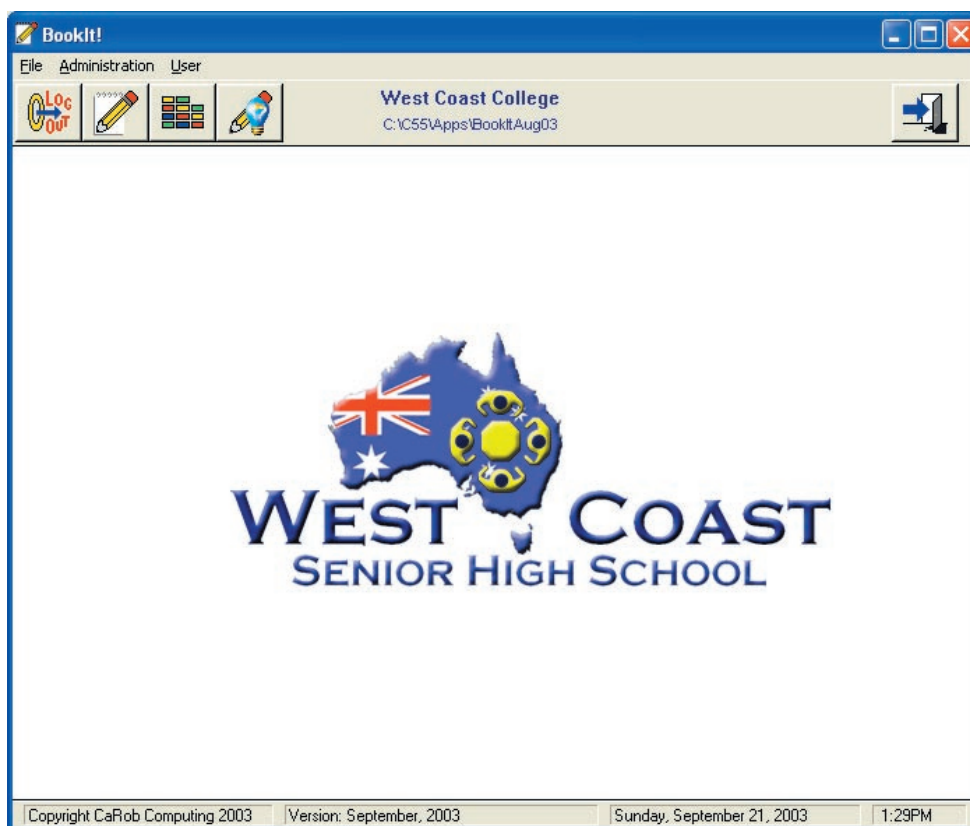 BookIt!
File Administration User
LOG OUT
West Coast College
C:\C55\Apps\BookItAug03
WEST COAST
SENIOR HIGH SCHOOL
Copyright CaRob Computing 2003 Version: September, 2003 Sunday, September 21, 2003 1:29PM